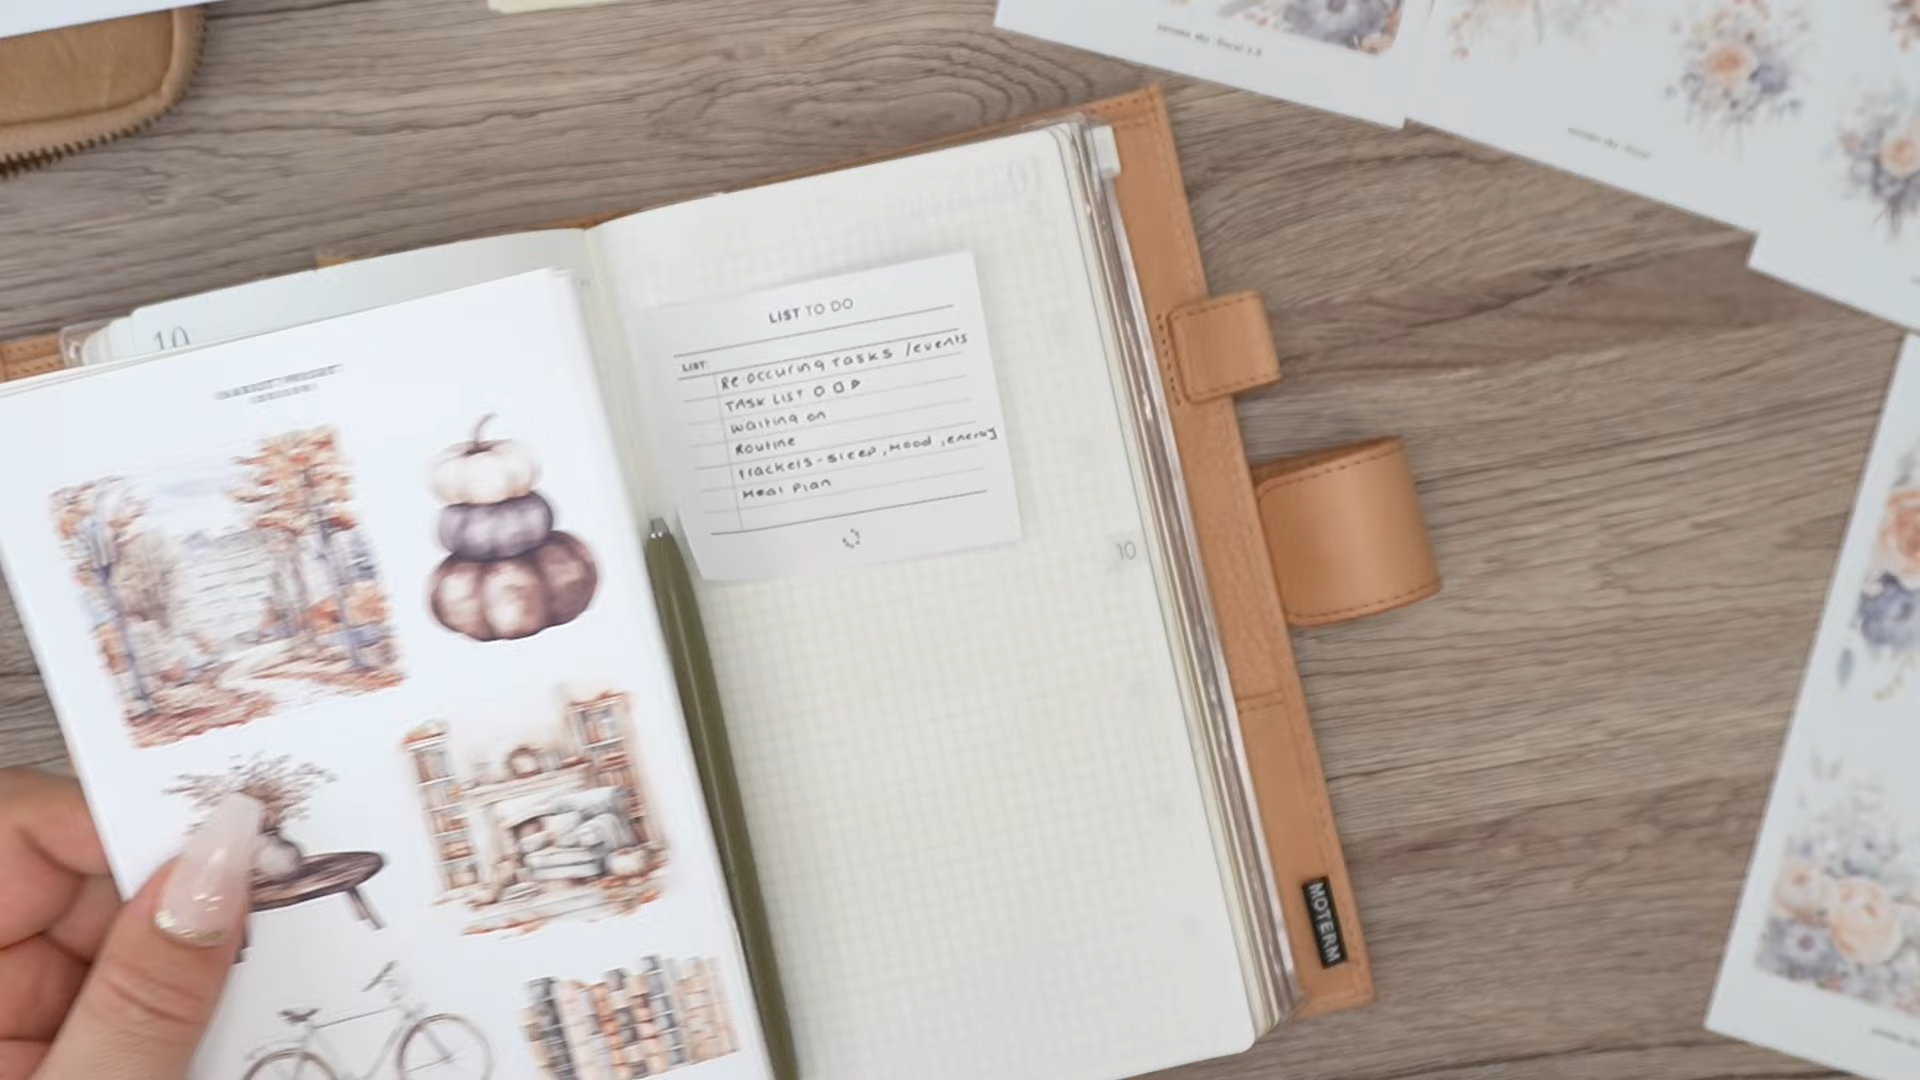 10
LIST TO DO
LIST:
Re-occuring Tasks /events
TASK LIST
waiting on
Routine
trackers - sleep, Mood, energy
Meal Plan
10
MOTERM